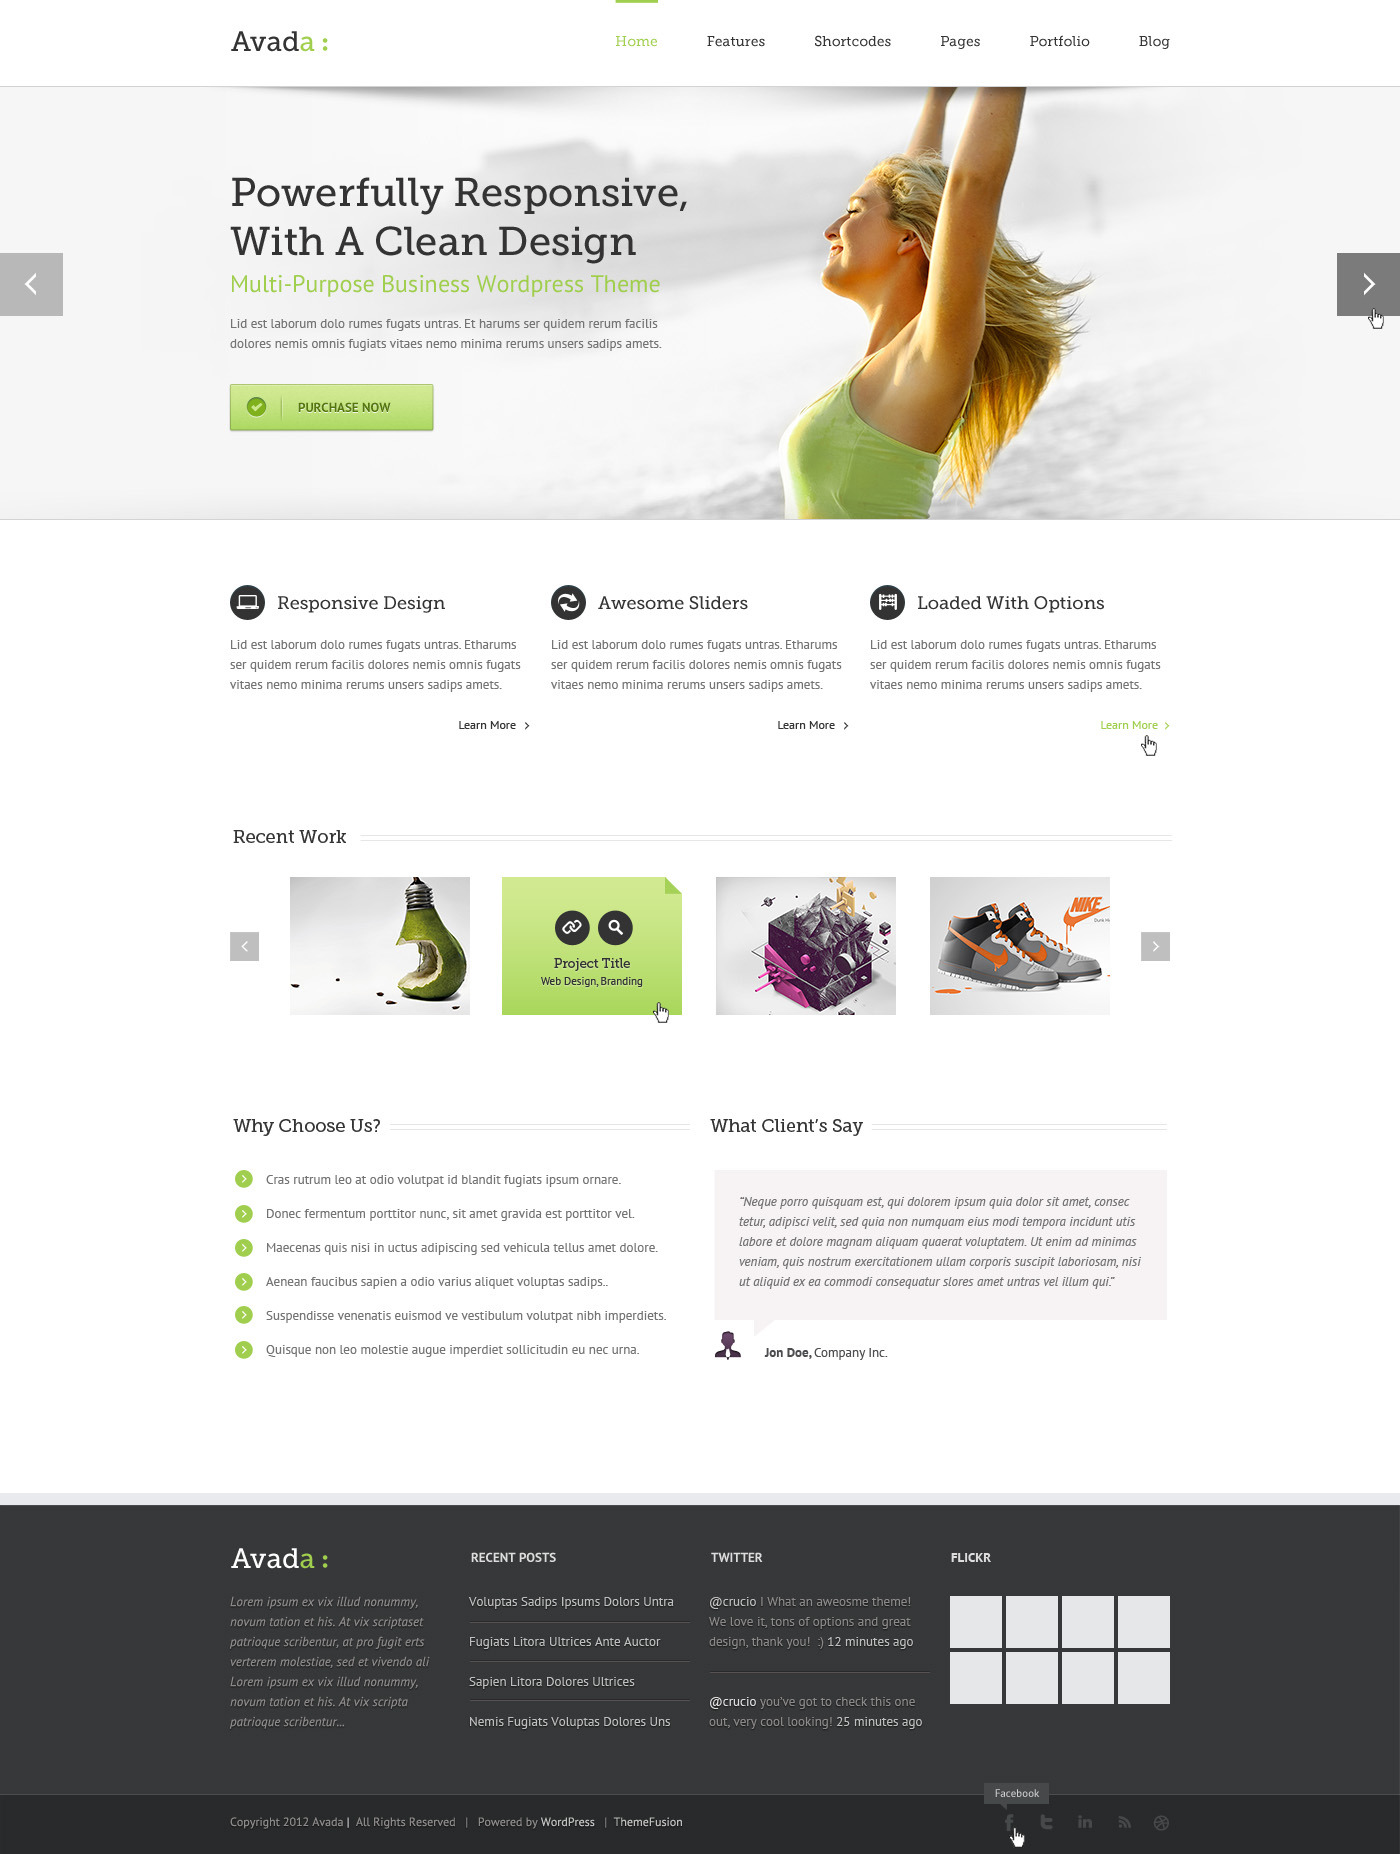 Avada :
Home Features Shortcodes Pages Portfolio Blog
Powerfully Responsive,
With A Clean Design
Multi-Purpose Business Wordpress Theme
Lid est laborum dolo rumes fugats untras. Et harums ser quidem rerum facilis
dolores nemis omnis fugiats vitaes nemo minima rerums unsers sadips amets.
PURCHASE NOW
Responsive Design
Lid est laborum dolo rumes fugats untras. Etharums
ser quidem rerum facilis dolores nemis omnis fugats
vitaes nemo minima rerums unsers sadips amets.
Learn More
Awesome Sliders
Lid est laborum dolo rumes fugats untras. Etharums
ser quidem rerum facilis dolores nemis omnis fugats
vitaes nemo minima rerums unsers sadips amets.
Learn More
Loaded With Options
Lid est laborum dolo rumes fugats untras. Etharums
ser quidem rerum facilis dolores nemis omnis fugats
vitaes nemo minima rerums unsers sadips amets.
Learn More
Recent Work
Project Title
Web Design, Branding
NIKE
Why Choose Us?
Cras rutrum leo at odio volutpat id blandit fugiats ipsum ornare.
Donec fermentum porttitor nunc, sit amet gravida est porttitor vel.
Maecenas quis nisi in uctus adipiscing sed vehicula tellus amet dolore.
Aenean faucibus sapien a odio varius aliquet voluptas sadips..
Suspendisse venenatis euismod ve vestibulum volutpat nibh imperdiets.
Quisque non leo molestie augue imperdiet sollicitudin eu nec urna.
What Client's Say
"Neque porro quisquam est, qui dolorem ipsum quia dolor sit amet, consec
tetur, adipisci velit, sed quia non numquam eius modi tempora incidunt utis
labore et dolore magnam aliquam quaerat voluptatem. Ut enim ad minimas
veniam, quis nostrum exercitationem ullam corporis suscipit laboriosam, nisi
ut aliquid ex ea commodi consequatur slores amet untras vel illum qui."
Jon Doe, Company Inc.
Avada :
Lorem ipsum ex vix illud nonummy,
novum tation et his. At vix scriptaset
patrioque scribentur, at pro fugit erts
verterem molestiae, sed et vivendo ali
Lorem ipsum ex vix illud nonummy,
novum tation et his. At vix scripta
patrioque scribentur...
RECENT POSTS
Voluptas Sadips Ipsums Dolors Untra
Fugiats Litora Ultrices Ante Auctor
Sapien Litora Dolores Ultrices
Nemis Fugiats Voluptas Dolores Uns
TWITTER
@crucio I What an aweosme theme!
We love it, tons of options and great
design, thank you! :) 12 minutes ago
@crucio you've got to check this one
out, very cool looking! 25 minutes ago
FLICKR
Facebook
Copyright 2012 Avada | All Rights Reserved | Powered by WordPress | ThemeFusion